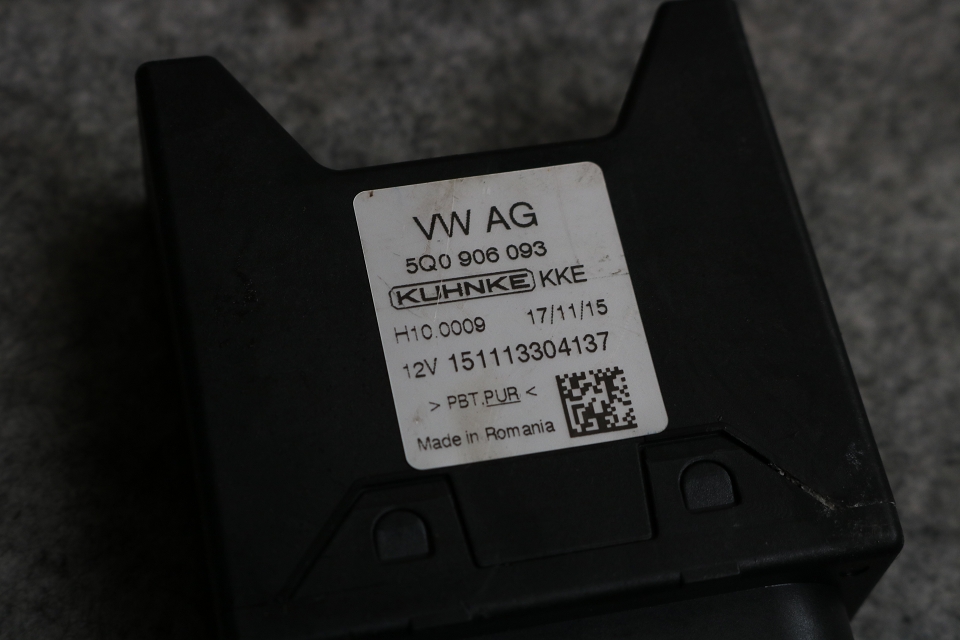 VW AG
5Q0 906 093
KUHNKE KKE
H10.0009 17/11/15
12V 151113304137
> PBT.PUR <
Made in Romania